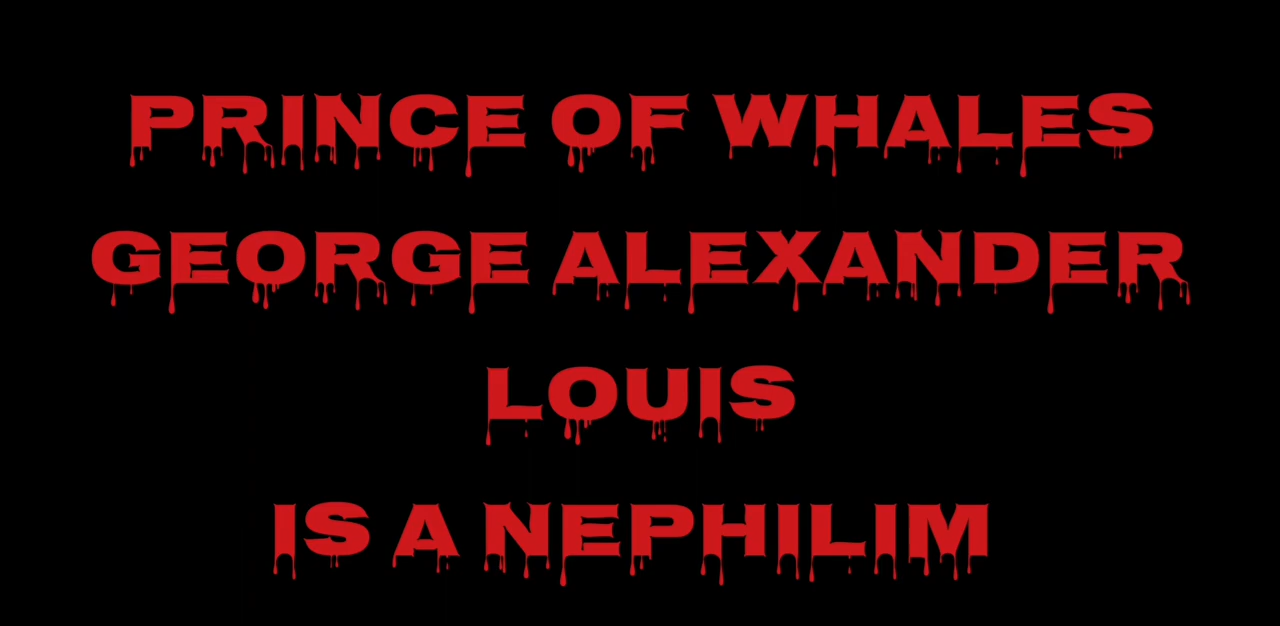 PRINCE OF WHALES
GEORGE ALEXANDER
LOUIS
IS A NEPHILIM